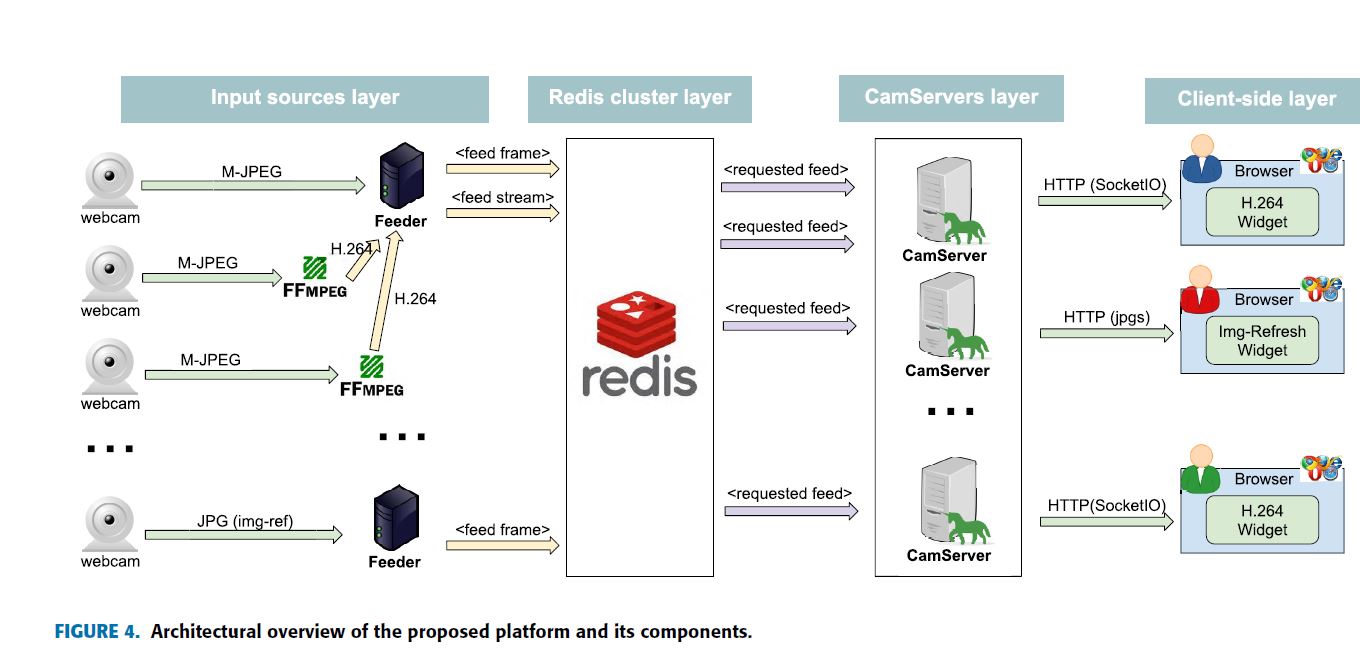 Input sources layer
Redis cluster layer
CamServers layer
Client-side layer
webcam
M-JPEG
Feeder
<feed frame>
<feed stream>
<requested feed>
<requested feed>
CamServer
HTTP (SocketIO)
Browser
H.264
Widget
webcam
M-JPEG
FFMPEG
H.264
H.264
<requested feed>
CamServer
HTTP (jpgs)
Browser
Img-Refresh
Widget
webcam
M-JPEG
FFMPEG
redis
...
...
...
webcam
JPG (img-ref)
Feeder
<feed frame>
<requested feed>
CamServer
HTTP(SocketIO)
Browser
H.264
Widget
FIGURE 4. Architectural overview of the proposed platform and its components.